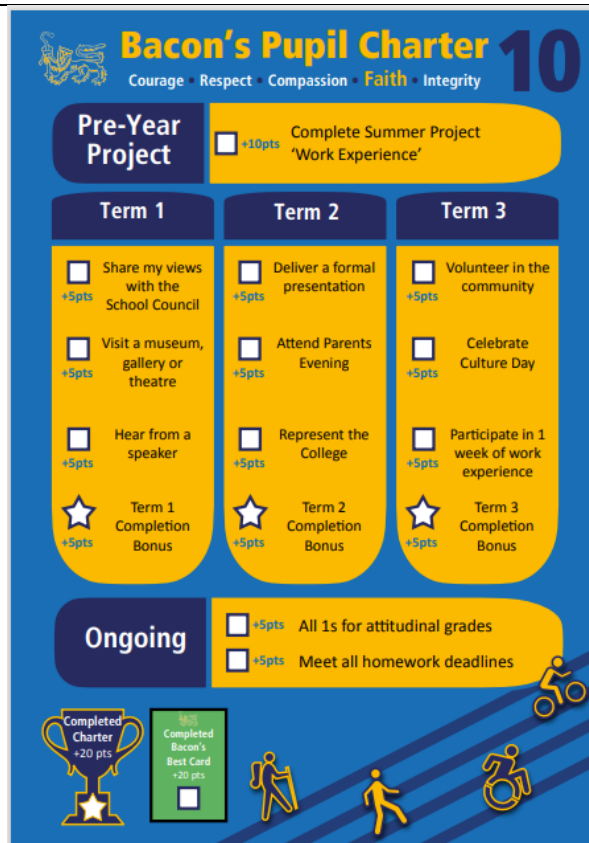 Bacon's Pupil Charter 10
Courage • Respect • Compassion • Faith • Integrity
Pre-Year
Project
+10pts
Complete Summer Project
'Work Experience'
Term 1
+5pts
Share my views
with the
School Council
+5pts
Visit a museum,
gallery or
theatre
+5pts
Hear from a
speaker
+5pts
Term 1
Completion
Bonus
Term 2
+5pts
Deliver a formal
presentation
+5pts
Attend Parents
Evening
+5pts
Represent the
College
+5pts
Term 2
Completion
Bonus
Term 3
+5pts
Volunteer in the
community
+5pts
Celebrate
Culture Day
+5pts
Participate in 1
week of work
experience
+5pts
Term 3
Completion
Bonus
Ongoing
+5pts All 1s for attitudinal grades
+5pts Meet all homework deadlines
Completed
Charter
+20 pts
Completed
Bacon's
Best Card
+20 pts